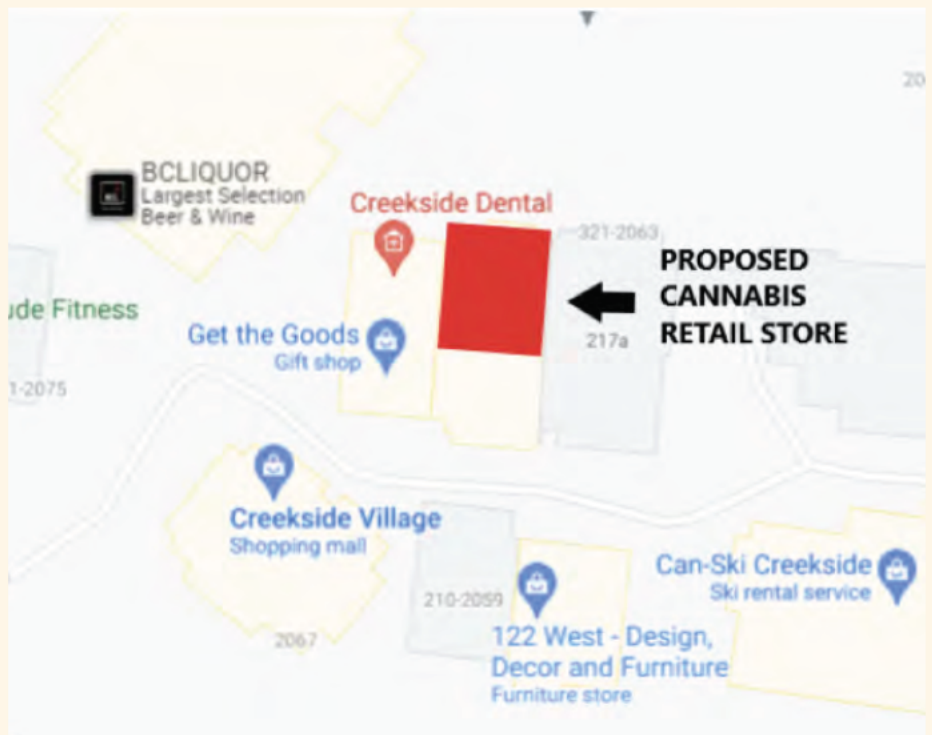 20
BCLIQUOR
Largest Selection
Beer & Wine
Creekside Dental
321-2063
PROPOSED
CANNABIS
RETAIL STORE
ude Fitness
Get the Goods
Gift shop
217a
1-2075
Creekside Village
Shopping mall
Can-Ski Creekside
Ski rental service
210-2059
2067
122 West - Design,
Decor and Furniture
Furniture store